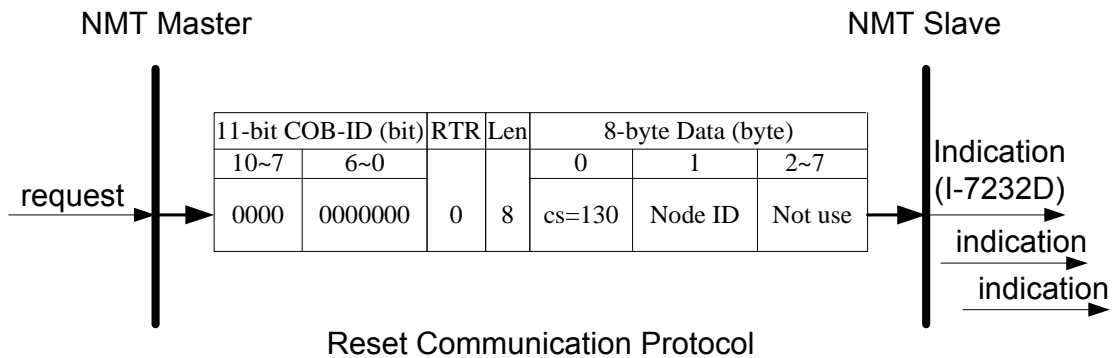 NMT Master
NMT Slave
11-bit COB-ID (bit) RTR Len 8-byte Data (byte)
10~7 6~0 0 1 2~7
0000 0000000 0 8 cs=130 Node ID Not use
request
Indication
(I-7232D)
indication
indication
Reset Communication Protocol